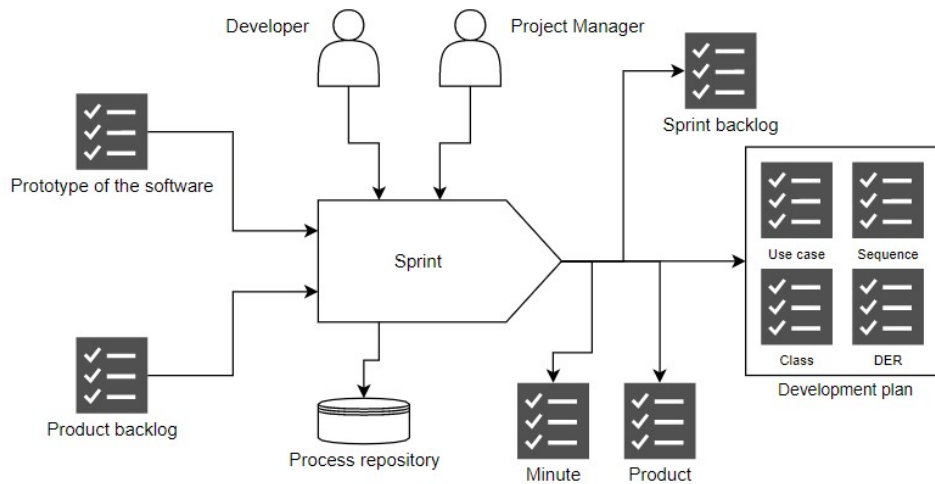 Developer
Project Manager
Sprint backlog
Prototype of the software
Sprint
Use case
Sequence
Class
DER
Development plan
Product backlog
Process repository
Minute
Product